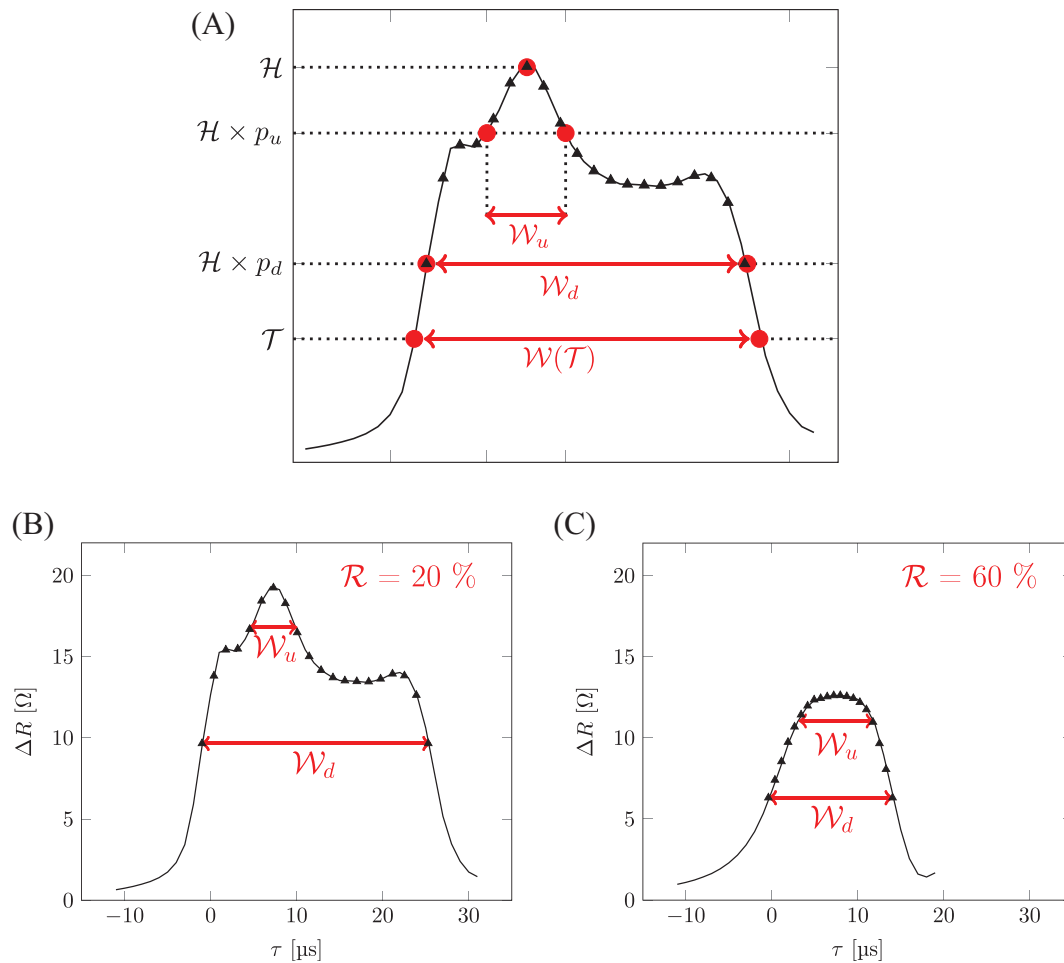 (A)
ℋ
ℋ × p_u
𝒲_u
ℋ × p_d
𝒲_d
𝒯
𝒲(𝒯)
(B)
ℛ = 20 %
20
15
10
5
0
𝒲_u
𝒲_d
ΔR [Ω]
−10 0 10 20 30
τ [µs]
(C)
ℛ = 60 %
20
15
10
5
0
𝒲_u
𝒲_d
ΔR [Ω]
−10 0 10 20 30
τ [µs]